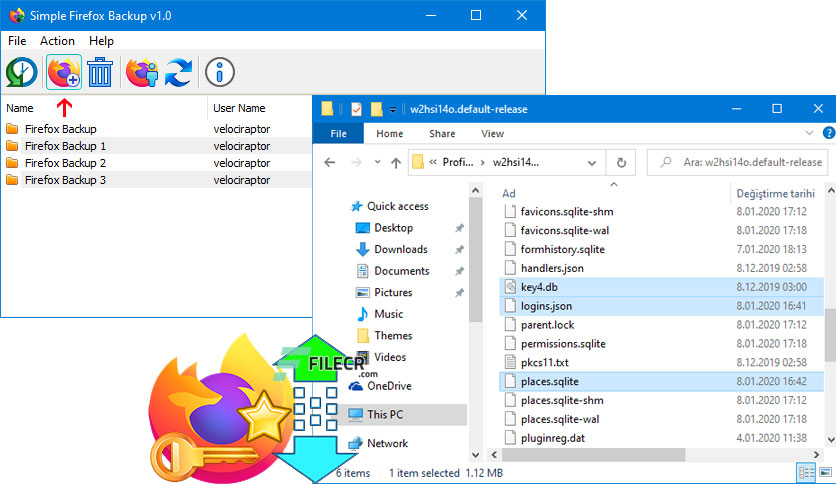 Simple Firefox Backup v1.0
File Action Help
Name User Name
Firefox Backup velociraptor
Firefox Backup 1 velociraptor
Firefox Backup 2 velociraptor
Firefox Backup 3 velociraptor
w2hsi14o.default-release
File Home Share View
« Profi... > w2hsi14... Ara: w2hsi14o.default-release
Quick access
Desktop
Downloads
Documents
Pictures
Music
Themes
Videos
OneDrive
This PC
Network
Ad Değiştirme tarihi
favicons.sqlite-shm 8.01.2020 17:12
favicons.sqlite-wal 8.01.2020 17:18
formhistory.sqlite 7.01.2020 18:13
handlers.json 8.12.2019 02:58
key4.db 8.12.2019 03:00
logins.json 8.01.2020 16:41
parent.lock 8.01.2020 17:12
permissions.sqlite 8.01.2020 17:18
pkcs11.txt 8.12.2019 02:58
places.sqlite 8.01.2020 16:42
places.sqlite-shm 8.01.2020 17:12
places.sqlite-wal 8.01.2020 17:18
pluginreg.dat 4.01.2020 11:38
6 items 1 item selected 1.12 MB
FILECR
.com